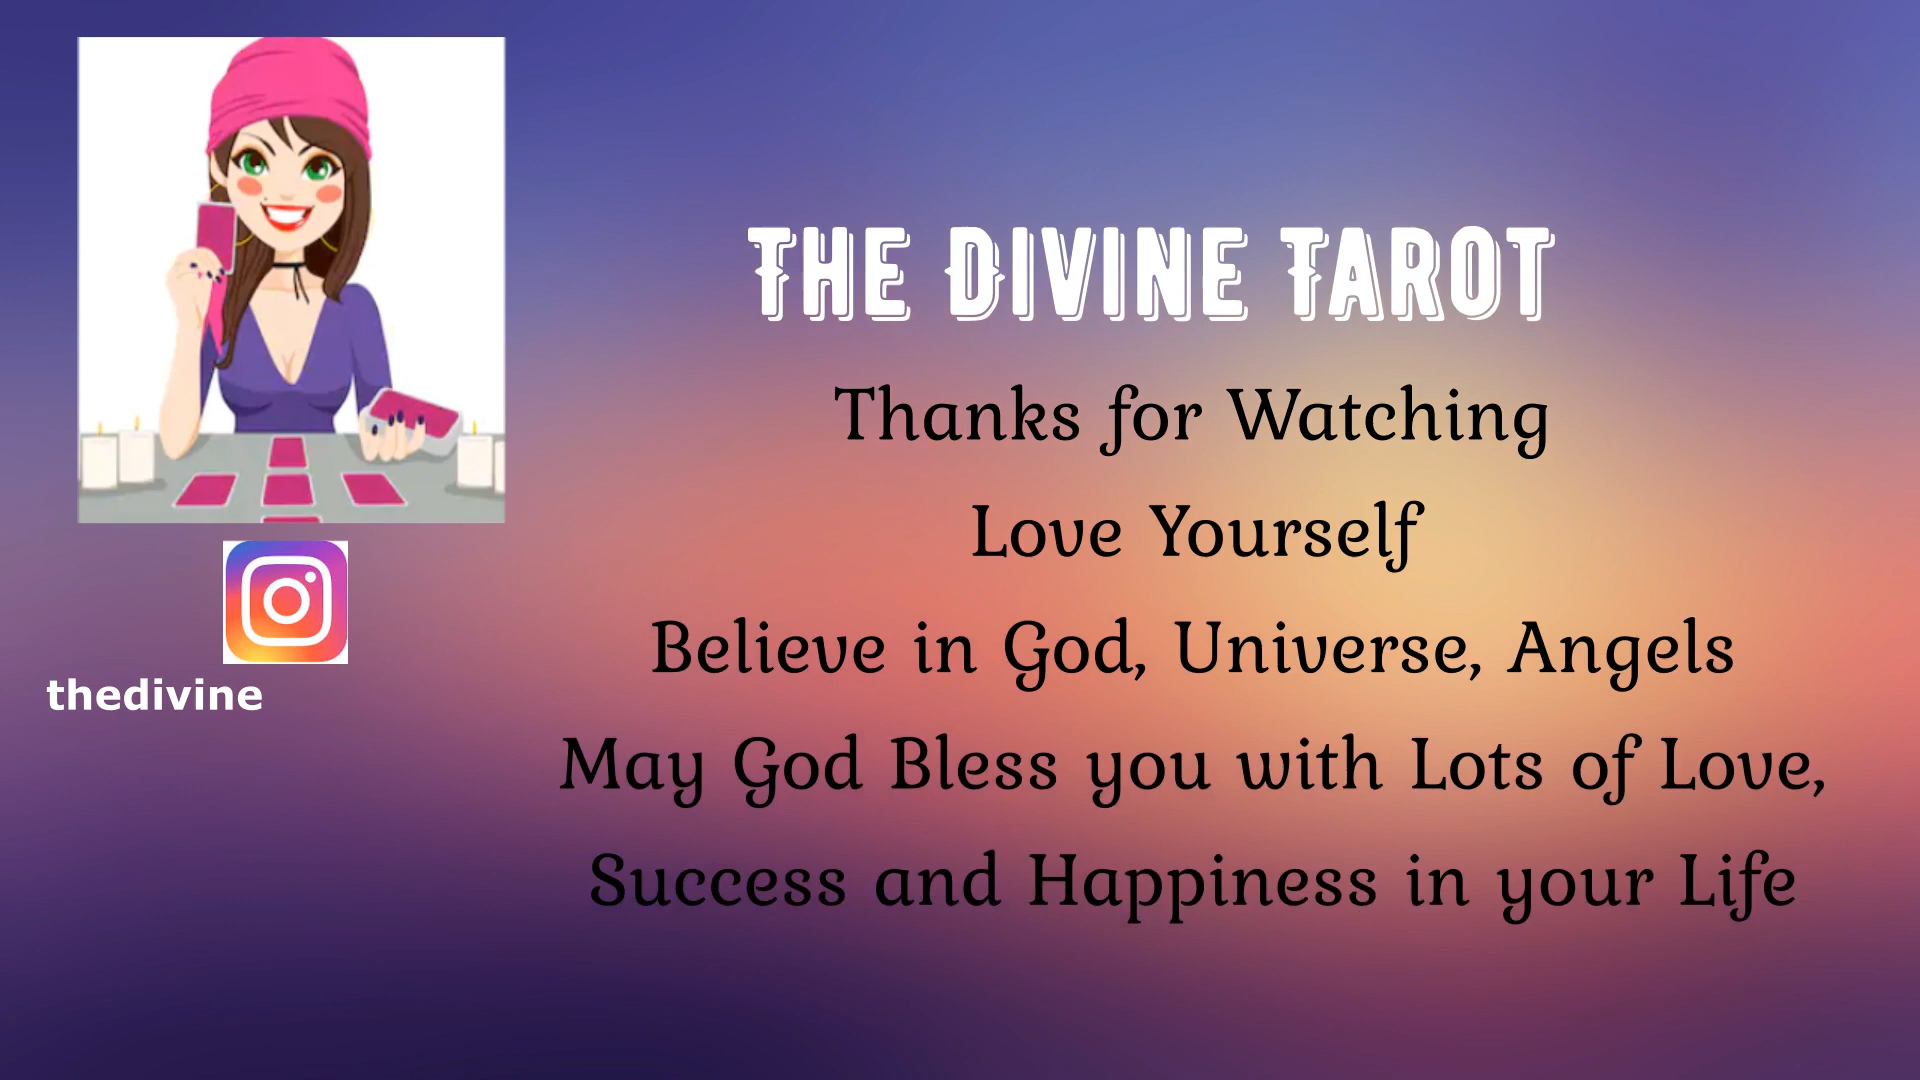 THE DIVINE TAROT
Thanks for Watching
Love Yourself
Believe in God, Universe, Angels
May God Bless you with Lots of Love,
Success and Happiness in your Life
thedivine